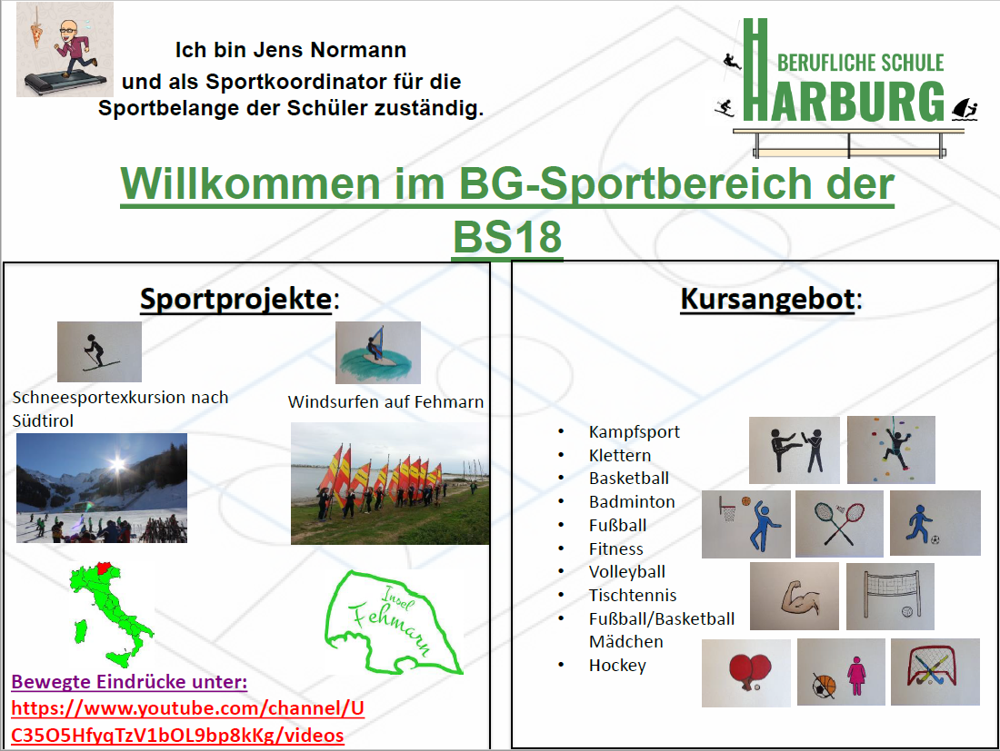 Ich bin Jens Normann
und als Sportkoordinator für die
Sportbelange der Schüler zuständig.
BERUFLICHE SCHULE
HARBURG
Willkommen im BG-Sportbereich der
BS18
Sportprojekte:
Schneesportexkursion nach
Südtirol
Windsurfen auf Fehmarn
Insel
Fehmarn
Bewegte Eindrücke unter:
https://www.youtube.com/channel/U
C35O5HfyqTzV1bOL9bp8kKg/videos
Kursangebot:
• Kampfsport
• Klettern
• Basketball
• Badminton
• Fußball
• Fitness
• Volleyball
• Tischtennis
• Fußball/Basketball
Mädchen
• Hockey